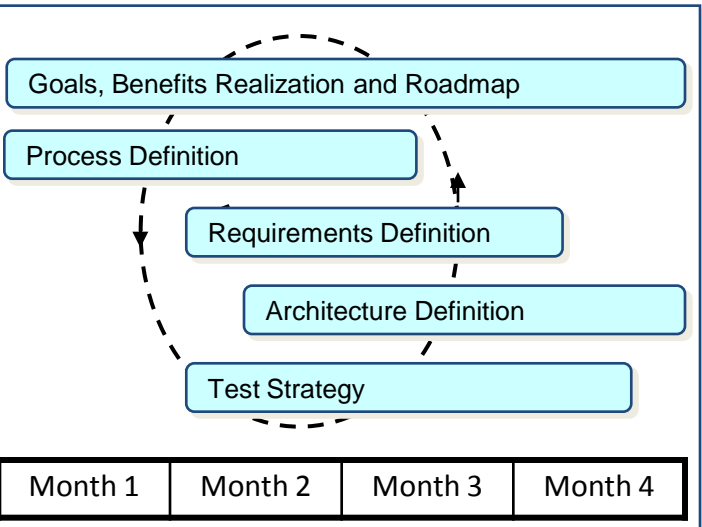 Goals, Benefits Realization and Roadmap
Process Definition
Requirements Definition
Architecture Definition
Test Strategy
Month 1 Month 2 Month 3 Month 4